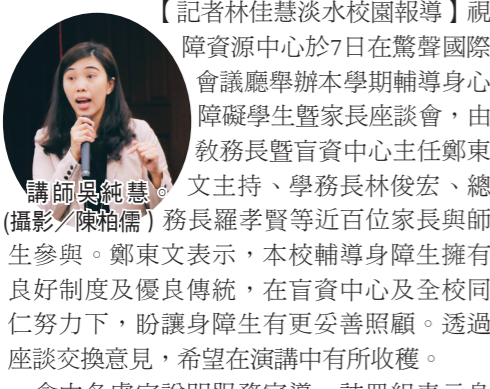 【記者林佳慧淡水校園報導】視
障資源中心於7日在驚聲國際
會議廳舉辦本學期輔導身心
障礙學生暨家長座談會，由
教務長暨盲資中心主任鄭東
文主持、學務長林俊宏、總
務長羅孝賢等近百位家長與師
生參與。鄭東文表示，本校輔導身障生擁有
良好制度及優良傳統，在盲資中心及全校同
仁努力下，盼讓身障生有更妥善照顧。透過
座談交換意見，希望在演講中有所收穫。
講師吳純慧。
(攝影／陳柏儒)